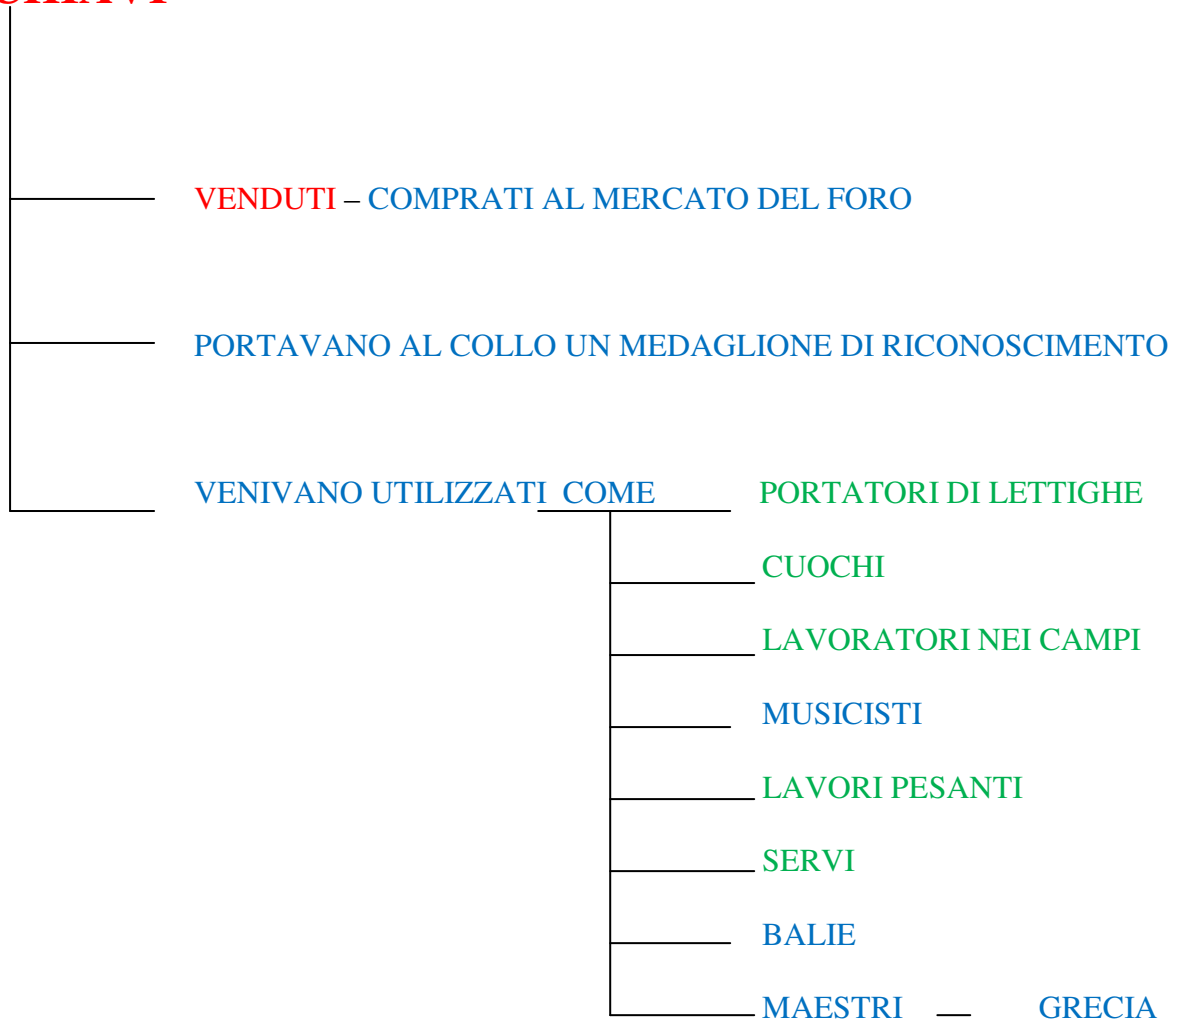 VENDUTI – COMPRATI AL MERCATO DEL FORO
PORTAVANO AL COLLO UN MEDAGLIONE DI RICONOSCIMENTO
VENIVANO UTILIZZATI COME PORTATORI DI LETTIGHE
CUOCHI
LAVORATORI NEI CAMPI
MUSICISTI
LAVORI PESANTI
SERVI
BALIE
MAESTRI — GRECIA